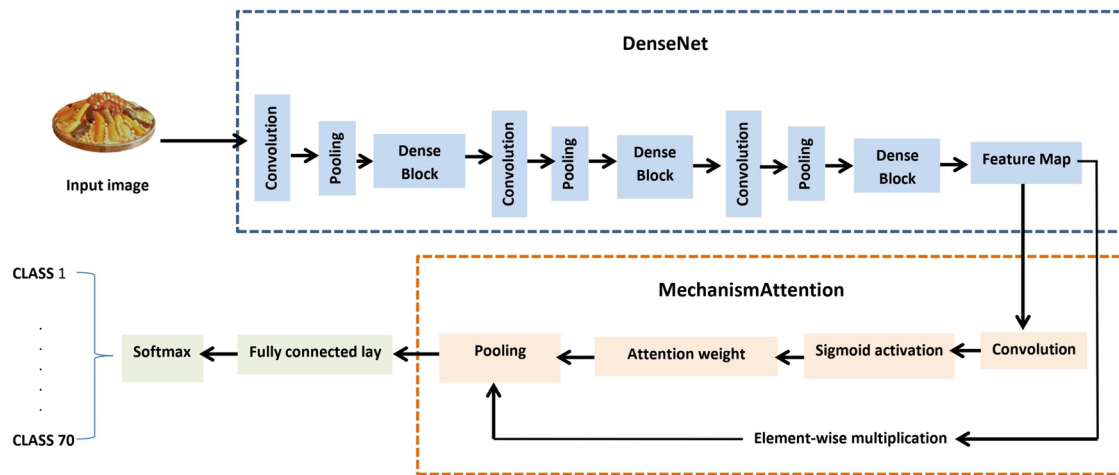 DenseNet
Input image
Convolution
Pooling
Dense
Block
Convolution
Pooling
Dense
Block
Convolution
Pooling
Dense
Block
Feature Map
MechanismAttention
Convolution
Sigmoid activation
Attention weight
Pooling
Element-wise multiplication
Fully connected lay
Softmax
CLASS 1
.
.
.
.
.
.
CLASS 70